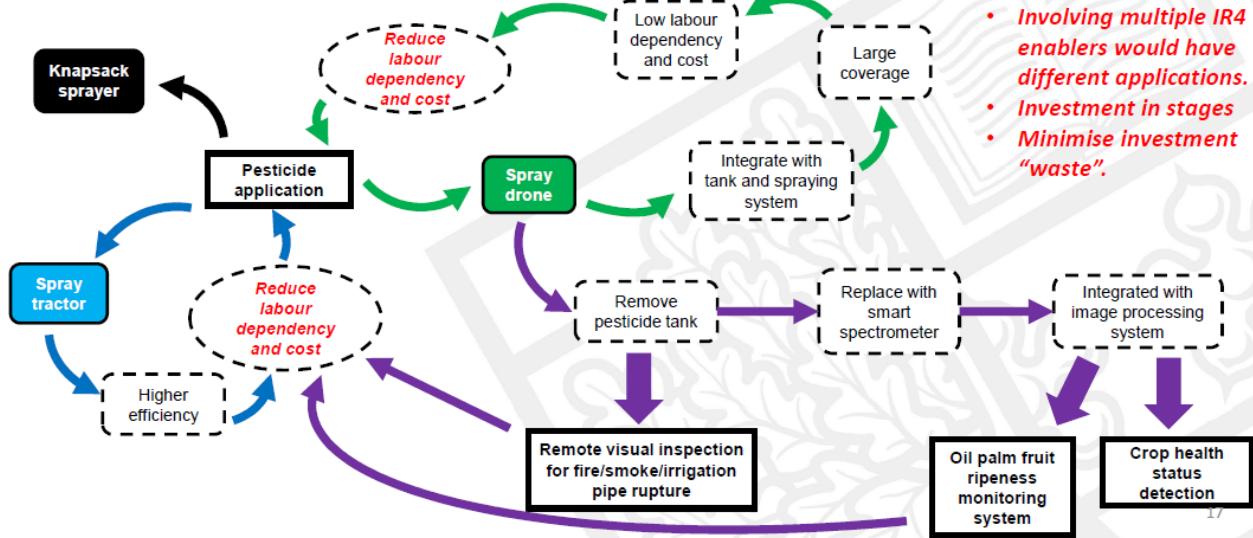 Low labour
dependency
and cost
Large
coverage
• Involving multiple IR4
enablers would have
different applications.
• Investment in stages
• Minimise investment
“waste”.
Reduce
labour
dependency
and cost
Knapsack
sprayer
Pesticide
application
Spray
drone
Integrate with
tank and spraying
system
Spray
tractor
Reduce
labour
dependency
and cost
Higher
efficiency
Remove
pesticide tank
Replace with
smart
spectrometer
Integrated with
image processing
system
Remote visual inspection
for fire/smoke/irrigation
pipe rupture
Oil palm fruit
ripeness
monitoring
system
Crop health
status
detection
17